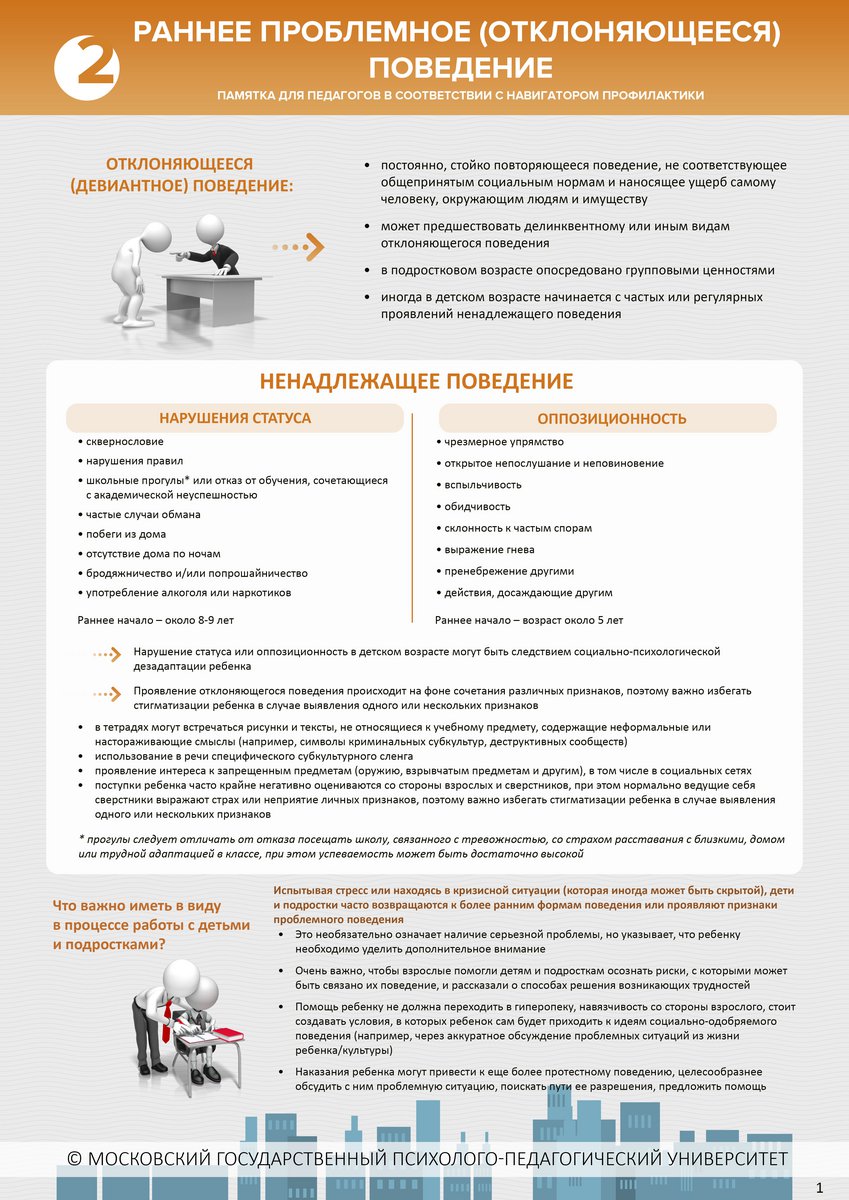 2
РАННЕЕ ПРОБЛЕМНОЕ (ОТКЛОНЯЮЩЕЕСЯ)
ПОВЕДЕНИЕ
ПАМЯТКА ДЛЯ ПЕДАГОГОВ В СООТВЕТСТВИИ С НАВИГАТОРОМ ПРОФИЛАКТИКИ
ОТКЛОНЯЮЩЕЕСЯ
(ДЕВИАНТНОЕ) ПОВЕДЕНИЕ:
• постоянно, стойко повторяющееся поведение, не соответствующее
общепринятым социальным нормам и наносящее ущерб самому
человеку, окружающим людям и имуществу
• может предшествовать делинквентному или иным видам
отклоняющегося поведения
• в подростковом возрасте опосредовано групповыми ценностями
• иногда в детском возрасте начинается с частых или регулярных
проявлений ненадлежащего поведения
НЕНАДЛЕЖАЩЕЕ ПОВЕДЕНИЕ
НАРУШЕНИЯ СТАТУСА
• сквернословие
• нарушения правил
• школьные прогулы* или отказ от обучения, сочетающиеся
с академической неуспешностью
• частые случаи обмана
• побеги из дома
• отсутствие дома по ночам
• бродяжничество и/или попрошайничество
• употребление алкоголя или наркотиков
Раннее начало – около 8-9 лет
ОППОЗИЦИОННОСТЬ
• чрезмерное упрямство
• открытое непослушание и неповиновение
• вспыльчивость
• обидчивость
• склонность к частым спорам
• выражение гнева
• пренебрежение другими
• действия, досаждающие другим
Раннее начало – возраст около 5 лет
Нарушение статуса или оппозиционность в детском возрасте могут быть следствием социально-психологической
дезадаптации ребенка
Проявление отклоняющегося поведения происходит на фоне сочетания различных признаков, поэтому важно избегать
стигматизации ребенка в случае выявления одного или нескольких признаков
• в тетрадях могут встречаться рисунки и тексты, не относящиеся к учебному предмету, содержащие неформальные или
настораживающие смыслы (например, символы криминальных субкультур, деструктивных сообществ)
• использование в речи специфического субкультурного сленга
• проявление интереса к запрещенным предметам (оружию, взрывчатым предметам и другим), в том числе в социальных сетях
• поступки ребенка часто крайне негативно оцениваются со стороны взрослых и сверстников, при этом нормально ведущие себя
сверстники выражают страх или неприятие личных признаков, поэтому важно избегать стигматизации ребенка в случае выявления
одного или нескольких признаков
* прогулы следует отличать от отказа посещать школу, связанного с тревожностью, со страхом расставания с близкими, домом
или трудной адаптацией в классе, при этом успеваемость может быть достаточно высокой
Что важно иметь в виду
в процессе работы с детьми
и подростками?
Испытывая стресс или находясь в кризисной ситуации (которая иногда может быть скрытой), дети
и подростки часто возвращаются к более ранним формам поведения или проявляют признаки
проблемного поведения
• Это необязательно означает наличие серьезной проблемы, но указывает, что ребенку
необходимо уделить дополнительное внимание
• Очень важно, чтобы взрослые помогли детям и подросткам осознать риски, с которыми может
быть связано их поведение, и рассказали о способах решения возникающих трудностей
• Помощь ребенку не должна переходить в гиперопеку, навязчивость со стороны взрослого, стоит
создавать условия, в которых ребенок сам будет приходить к идеям социально-одобряемого
поведения (например, через аккуратное обсуждение проблемных ситуаций из жизни
ребенка/культуры)
• Наказания ребенка могут привести к еще более протестному поведению, целесообразнее
обсудить с ним проблемную ситуацию, поискать пути ее разрешения, предложить помощь
© МОСКОВСКИЙ ГОСУДАРСТВЕННЫЙ ПСИХОЛОГО-ПЕДАГОГИЧЕСКИЙ УНИВЕРСИТЕТ
1